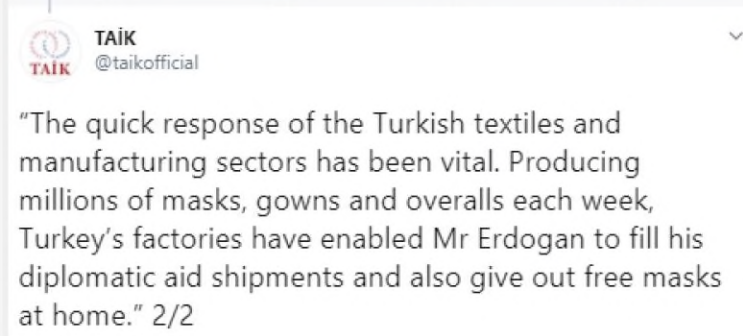 TAİK
TAİK
@taikofficial
“The quick response of the Turkish textiles and
manufacturing sectors has been vital. Producing
millions of masks, gowns and overalls each week,
Turkey’s factories have enabled Mr Erdogan to fill his
diplomatic aid shipments and also give out free masks
at home.” 2/2